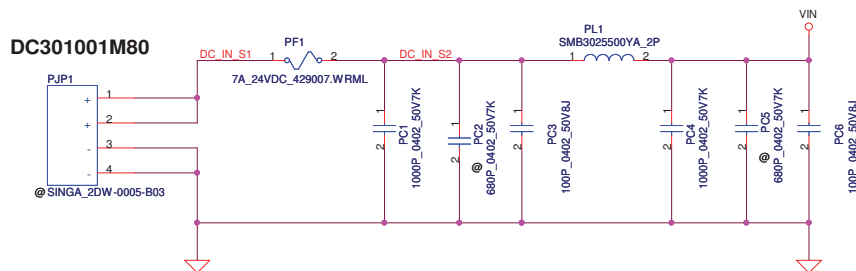 DC301001M80
PJP1
+
1
+
2
-
3
-
4
@ SINGA_2DW-0005-B03
DC_IN_S1
PF1
1
2
7A_24VDC_429007.WRML
DC_IN_S2
PL1
SMB3025500YA_2P
1
2
VIN
1
2
PC1
1000P_0402_50V7K
1
2
PC2
@
680P_0402_50V7K
1
2
PC3
100P_0402_50V8J
1
2
PC4
1000P_0402_50V7K
1
2
PC5
@
680P_0402_50V7K
1
2
PC6
100P_0402_50V8J